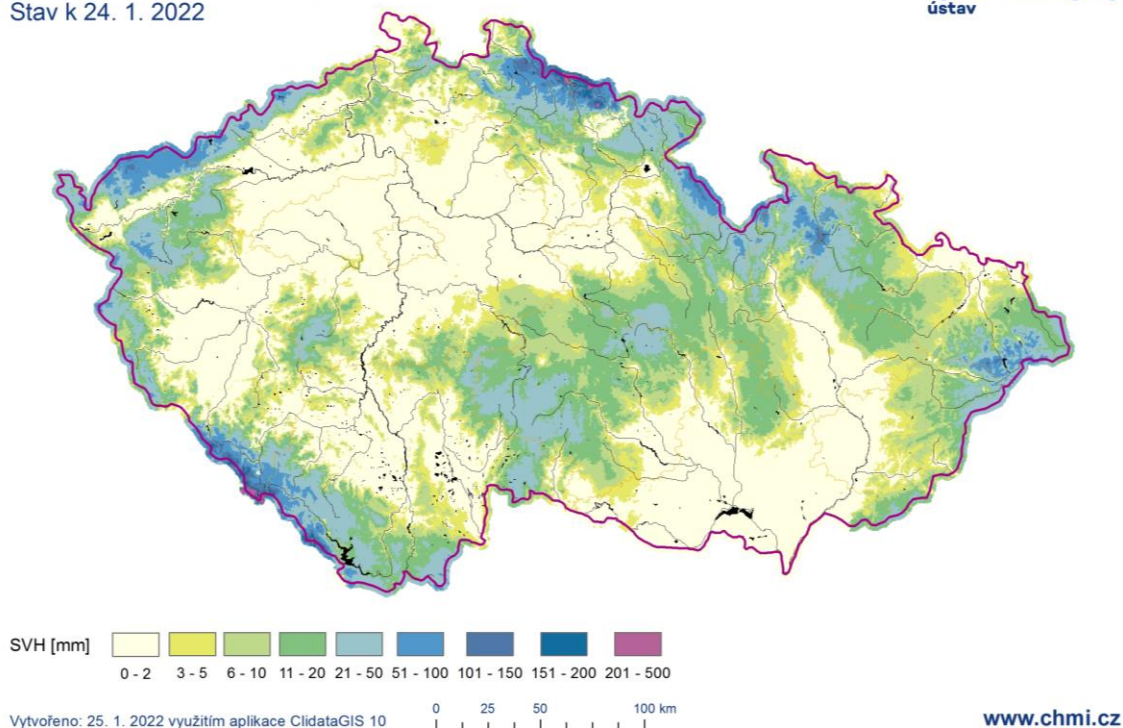 Stav k 24. 1. 2022
ústav
SVH [mm]
0 - 2 3 - 5 6 - 10 11 - 20 21 - 50 51 - 100 101 - 150 151 - 200 201 - 500
0 25 50 100 km
Vytvořeno: 25. 1. 2022 využitím aplikace ClidataGIS 10
www.chmi.cz